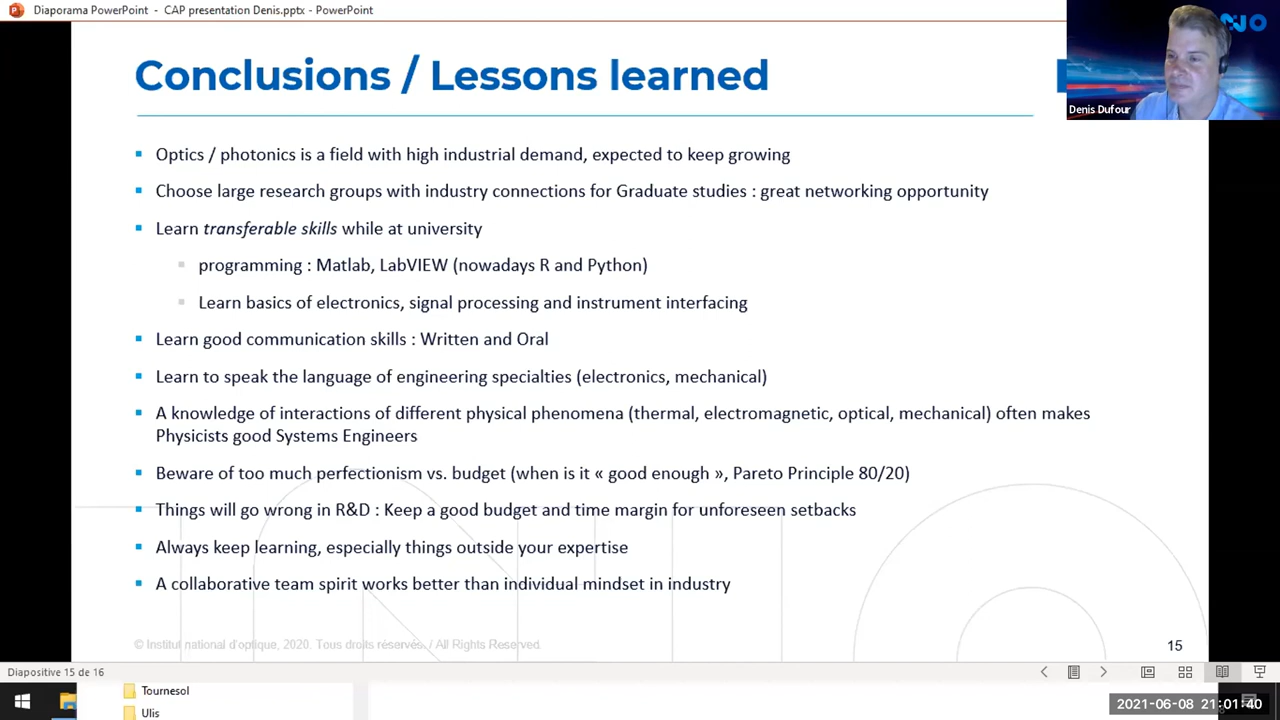 Diaporama PowerPoint - CAP presentation Denis.pptx - PowerPoint
Conclusions / Lessons learned
Denis Dufour
Optics / photonics is a field with high industrial demand, expected to keep growing
Choose large research groups with industry connections for Graduate studies : great networking opportunity
Learn transferable skills while at university
programming : Matlab, LabVIEW (nowadays R and Python)
Learn basics of electronics, signal processing and instrument interfacing
Learn good communication skills : Written and Oral
Learn to speak the language of engineering specialties (electronics, mechanical)
A knowledge of interactions of different physical phenomena (thermal, electromagnetic, optical, mechanical) often makes
Physicists good Systems Engineers
Beware of too much perfectionism vs. budget (when is it « good enough », Pareto Principle 80/20)
Things will go wrong in R&D : Keep a good budget and time margin for unforeseen setbacks
Always keep learning, especially things outside your expertise
A collaborative team spirit works better than individual mindset in industry
© Institut national d'optique, 2020. Tous droits réservés. / All Rights Reserved.
15
Diapositive 15 de 16
Tournesol
Ulis
2021-06-08 21:01:40